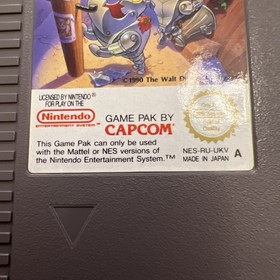 ©1990 The Walt D
LICENSED BY NINTENDO®
FOR PLAY ON THE
Nintendo®
ENTERTAINMENT SYSTEM™
GAME PAK BY
CAPCOM®
This Game Pak can only be used
with the Mattel or NES versions of
the Nintendo Entertainment System.™
NES-RU-UKV
MADE IN JAPAN
A